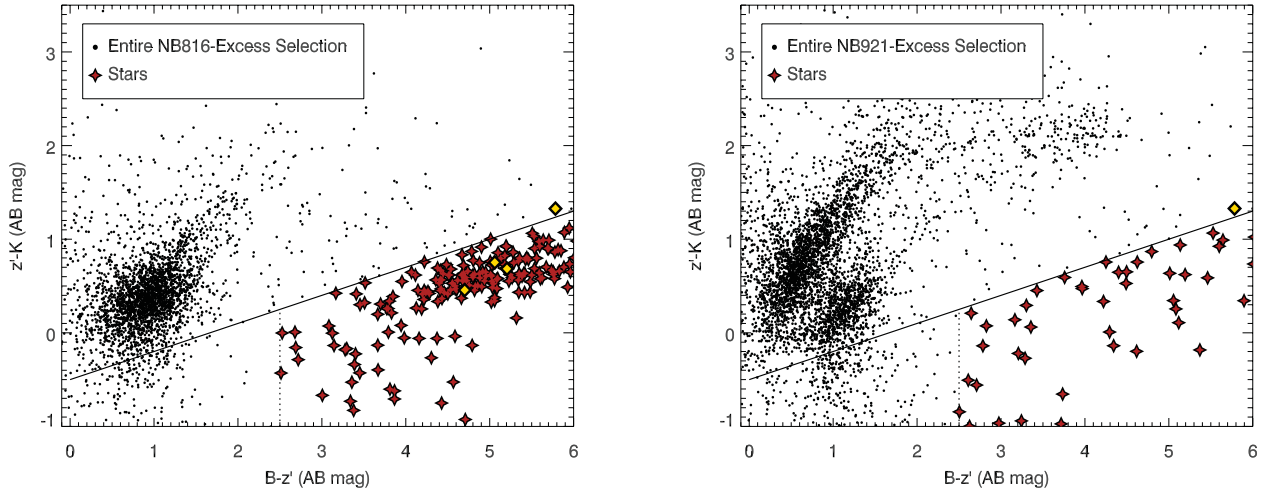 Entire NB816-Excess Selection
Stars
3
2
1
0
-1
z'-K (AB mag)
0 1 2 3 4 5 6
B-z' (AB mag)
Entire NB921-Excess Selection
Stars
3
2
1
0
-1
z'-K (AB mag)
0 1 2 3 4 5 6
B-z' (AB mag)